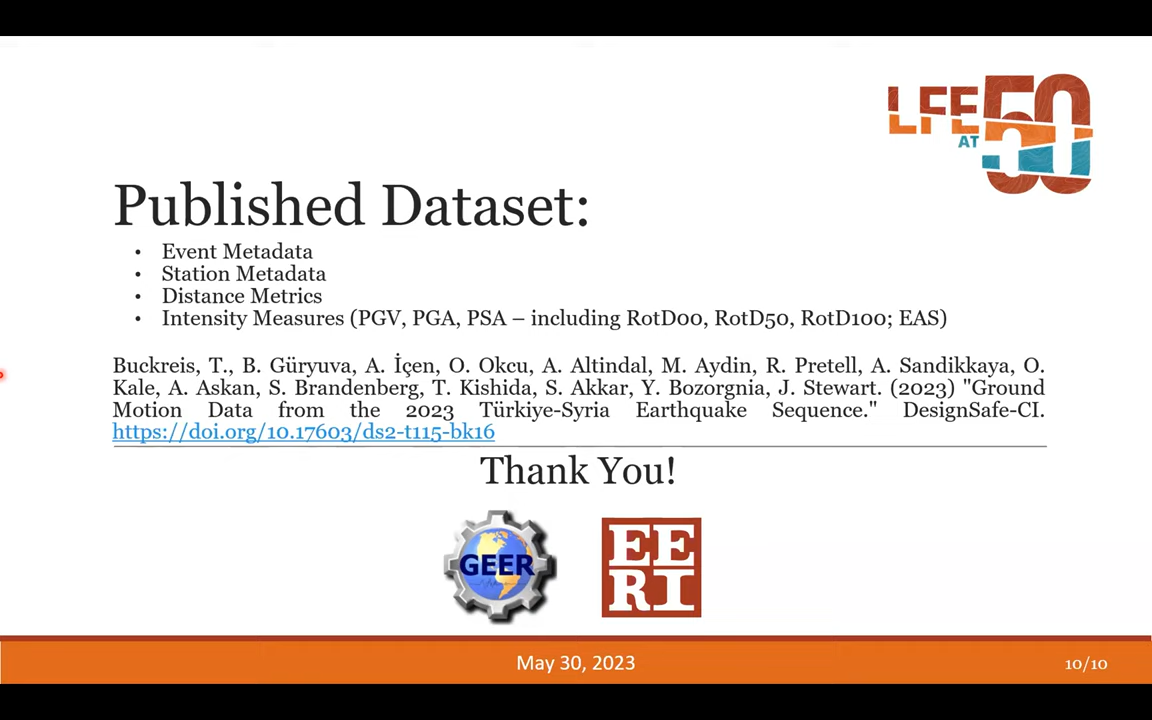 LFE AT 50
Published Dataset:
• Event Metadata
• Station Metadata
• Distance Metrics
• Intensity Measures (PGV, PGA, PSA – including RotD00, RotD50, RotD100; EAS)
Buckreis, T., B. Güryuva, A. İçen, O. Okcu, A. Altindal, M. Aydin, R. Pretell, A. Sandikkaya, O.
Kale, A. Askan, S. Brandenberg, T. Kishida, S. Akkar, Y. Bozorgnia, J. Stewart. (2023) "Ground
Motion Data from the 2023 Türkiye-Syria Earthquake Sequence." DesignSafe-CI.
https://doi.org/10.17603/ds2-t115-bk16
Thank You!
GEER
EE
RI
May 30, 2023
10/10